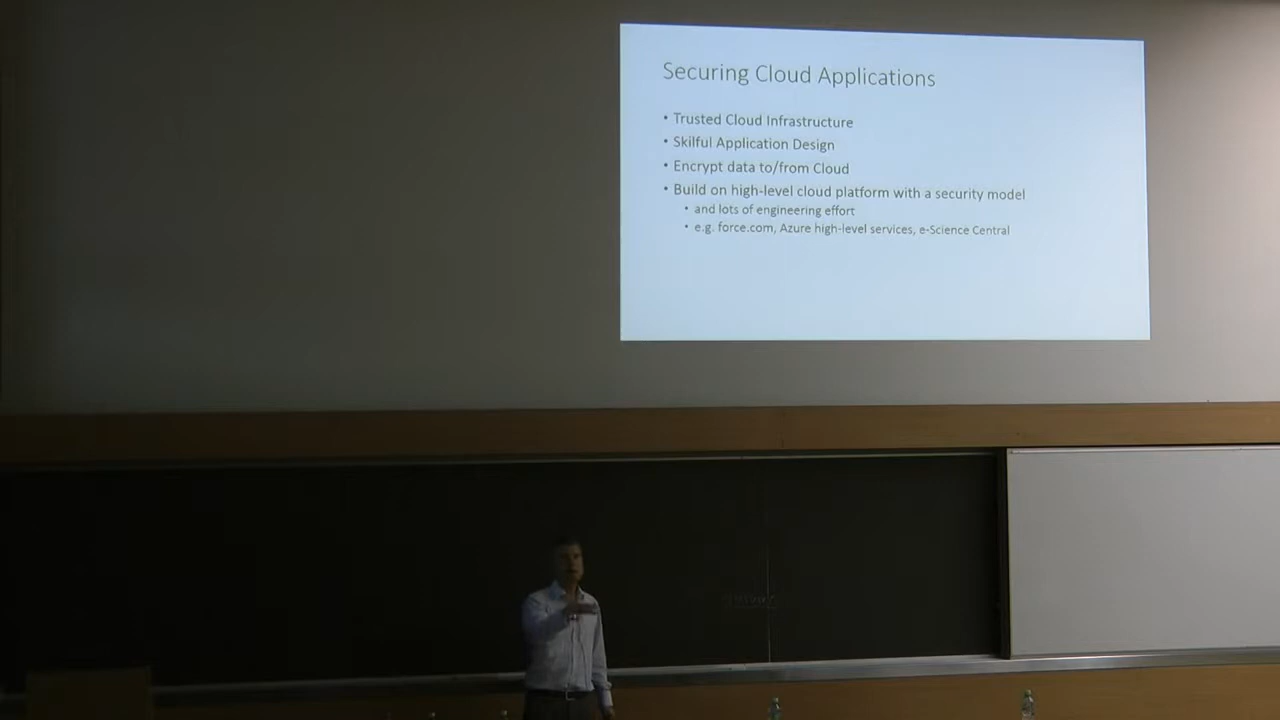 Securing Cloud Applications
• Trusted Cloud Infrastructure
• Skilful Application Design
• Encrypt data to/from Cloud
• Build on high-level cloud platform with a security model
• and lots of engineering effort
• e.g. force.com, Azure high-level services, e-Science Central